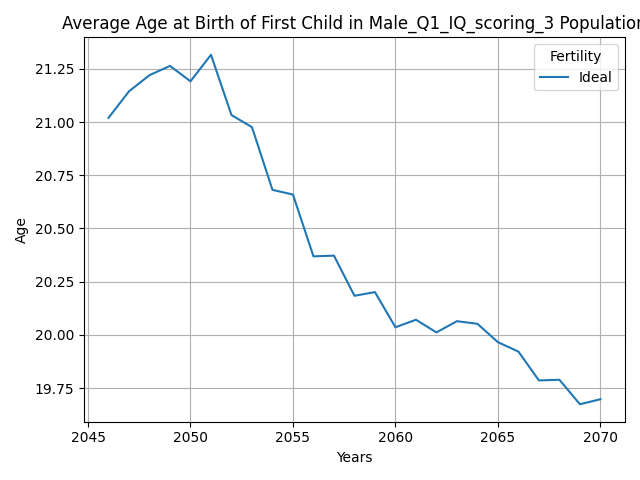 Average Age at Birth of First Child in Male_Q1_IQ_scoring_3 Population
Fertility
Ideal
21.25
21.00
20.75
20.50
20.25
20.00
19.75
Age
2045 2050 2055 2060 2065 2070
Years